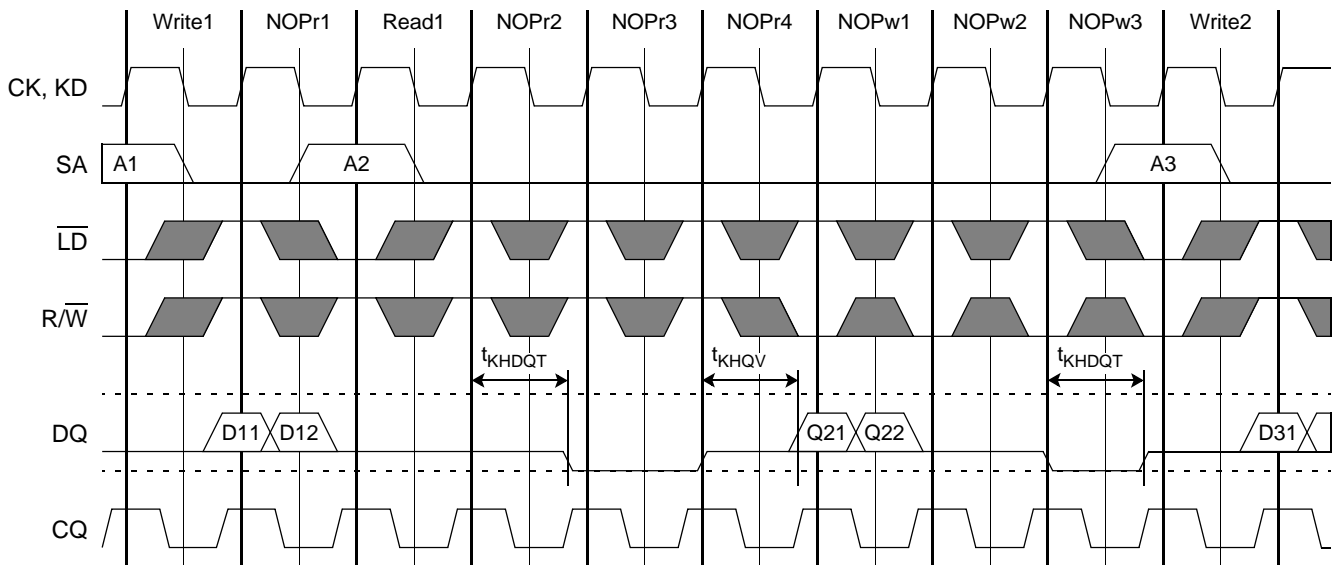 Write1 NOPr1 Read1 NOPr2 NOPr3 NOPr4 NOPw1 NOPw2 NOPw3 Write2
CK, KD
SA A1 A2 A3
L̅D̅
R/W̅
tKHDQT tKHQV tKHDQT
DQ D11 D12 Q21 Q22 D31
CQ